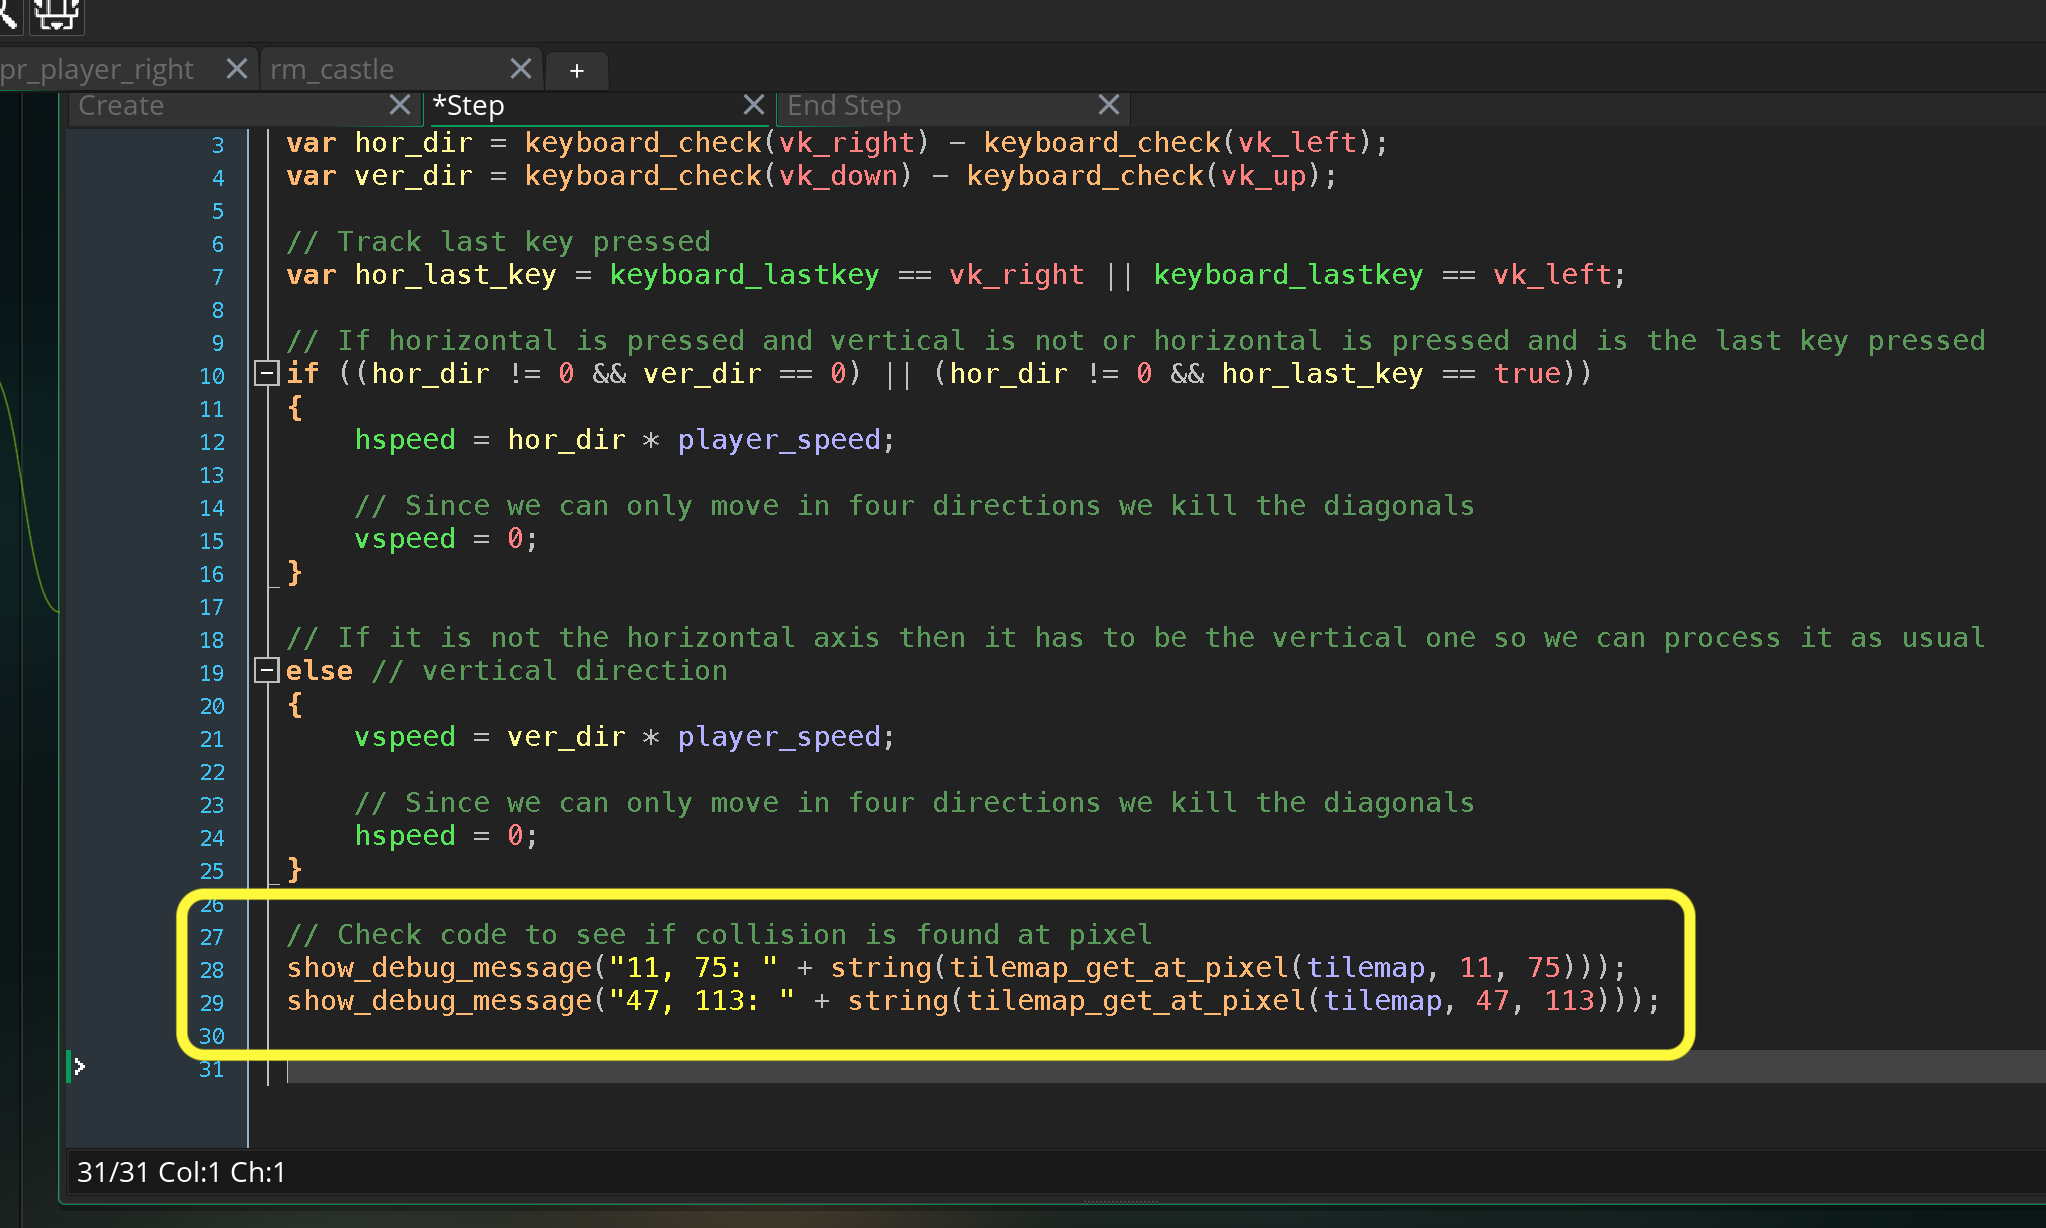 pr_player_right rm_castle +
Create *Step End Step
3 var hor_dir = keyboard_check(vk_right) - keyboard_check(vk_left);
4 var ver_dir = keyboard_check(vk_down) - keyboard_check(vk_up);
5
6 // Track last key pressed
7 var hor_last_key = keyboard_lastkey == vk_right || keyboard_lastkey == vk_left;
8
9 // If horizontal is pressed and vertical is not or horizontal is pressed and is the last key pressed
10 if ((hor_dir != 0 && ver_dir == 0) || (hor_dir != 0 && hor_last_key == true))
11 {
12 hspeed = hor_dir * player_speed;
13
14 // Since we can only move in four directions we kill the diagonals
15 vspeed = 0;
16 }
17
18 // If it is not the horizontal axis then it has to be the vertical one so we can process it as usual
19 else // vertical direction
20 {
21 vspeed = ver_dir * player_speed;
22
23 // Since we can only move in four directions we kill the diagonals
24 hspeed = 0;
25 }
26
27 // Check code to see if collision is found at pixel
28 show_debug_message("11, 75: " + string(tilemap_get_at_pixel(tilemap, 11, 75)));
29 show_debug_message("47, 113: " + string(tilemap_get_at_pixel(tilemap, 47, 113)));
30
31
31/31 Col:1 Ch:1